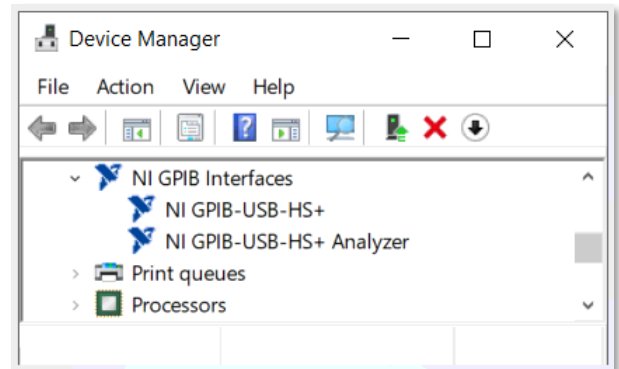 Device Manager
File Action View Help
NI GPIB Interfaces
NI GPIB-USB-HS+
NI GPIB-USB-HS+ Analyzer
Print queues
Processors